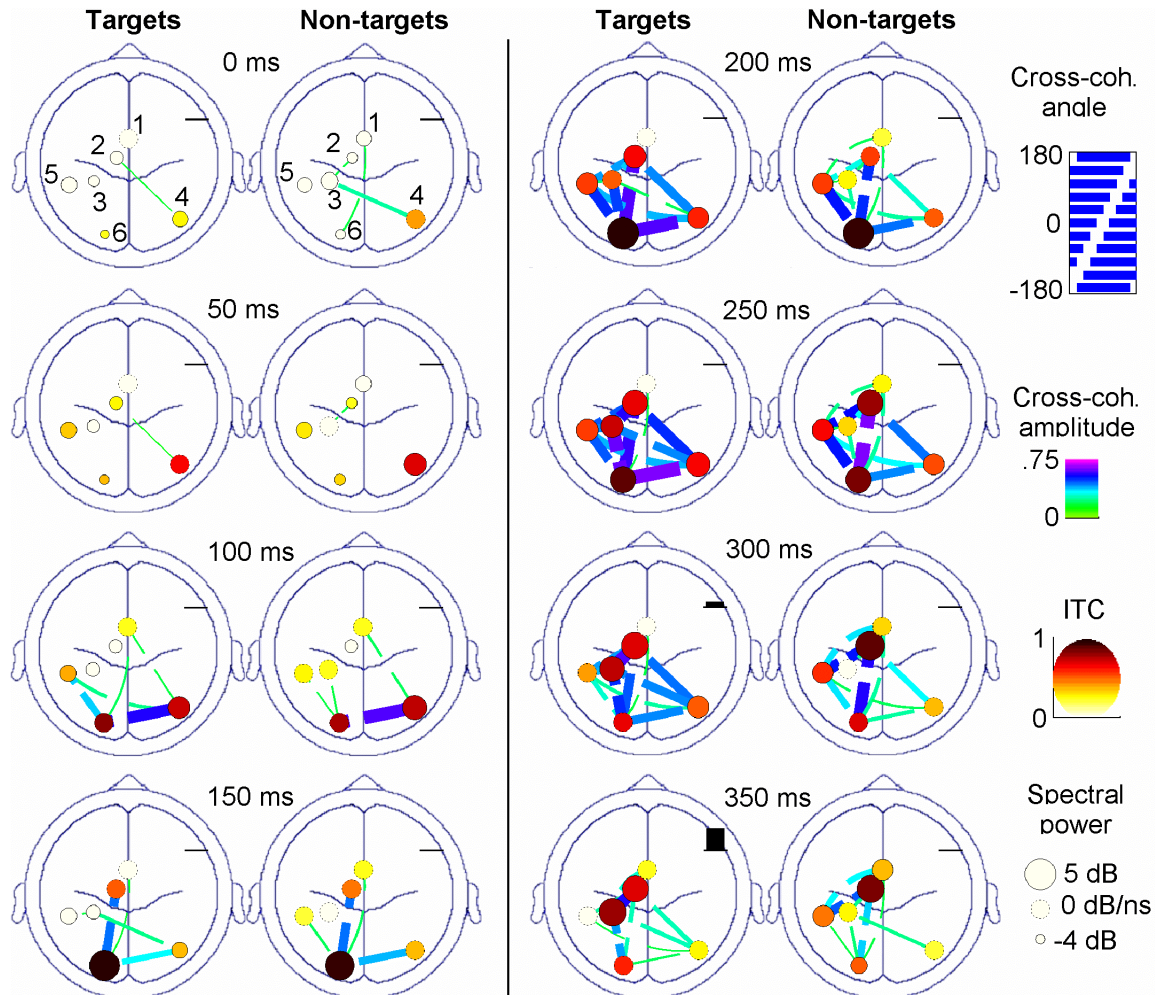 Targets Non-targets Targets Non-targets
0 ms
200 ms
1
2
5
3
4
6
1
2
5
3
4
6
Cross-coh.
angle
180
0
-180
50 ms
250 ms
Cross-coh.
amplitude
.75
0
100 ms
300 ms
ITC
1
0
150 ms
350 ms
Spectral
power
5 dB
0 dB/ns
-4 dB